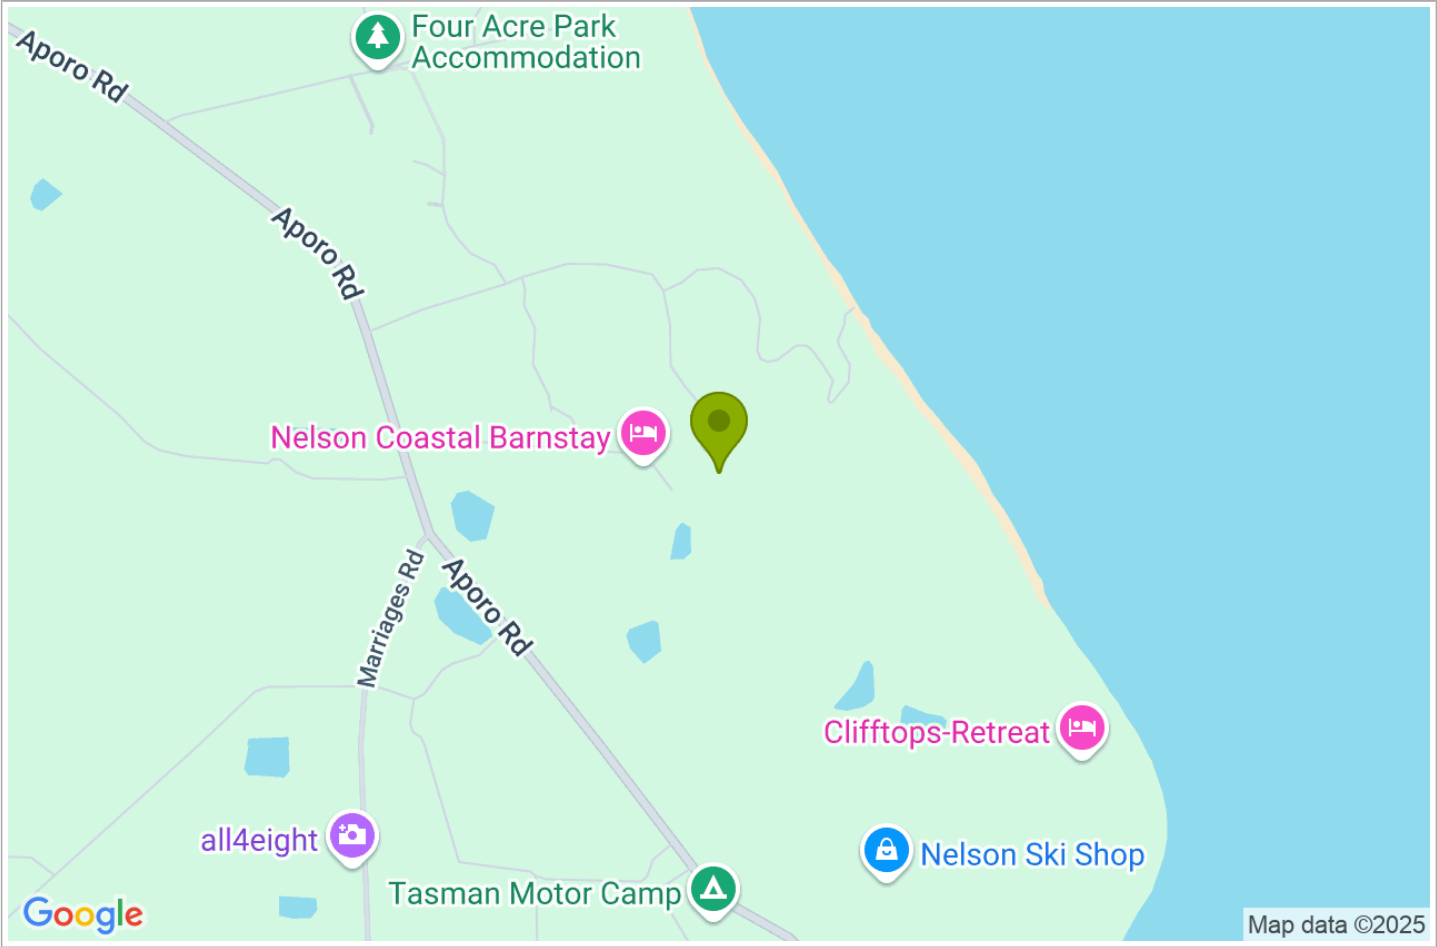 Four Acre Park
Accommodation
Aporo Rd
Aporo Rd
Nelson Coastal Barnstay
Marriages Rd
Aporo Rd
Clifftops-Retreat
all4eight
Nelson Ski Shop
Tasman Motor Camp
Google
Map data ©2025